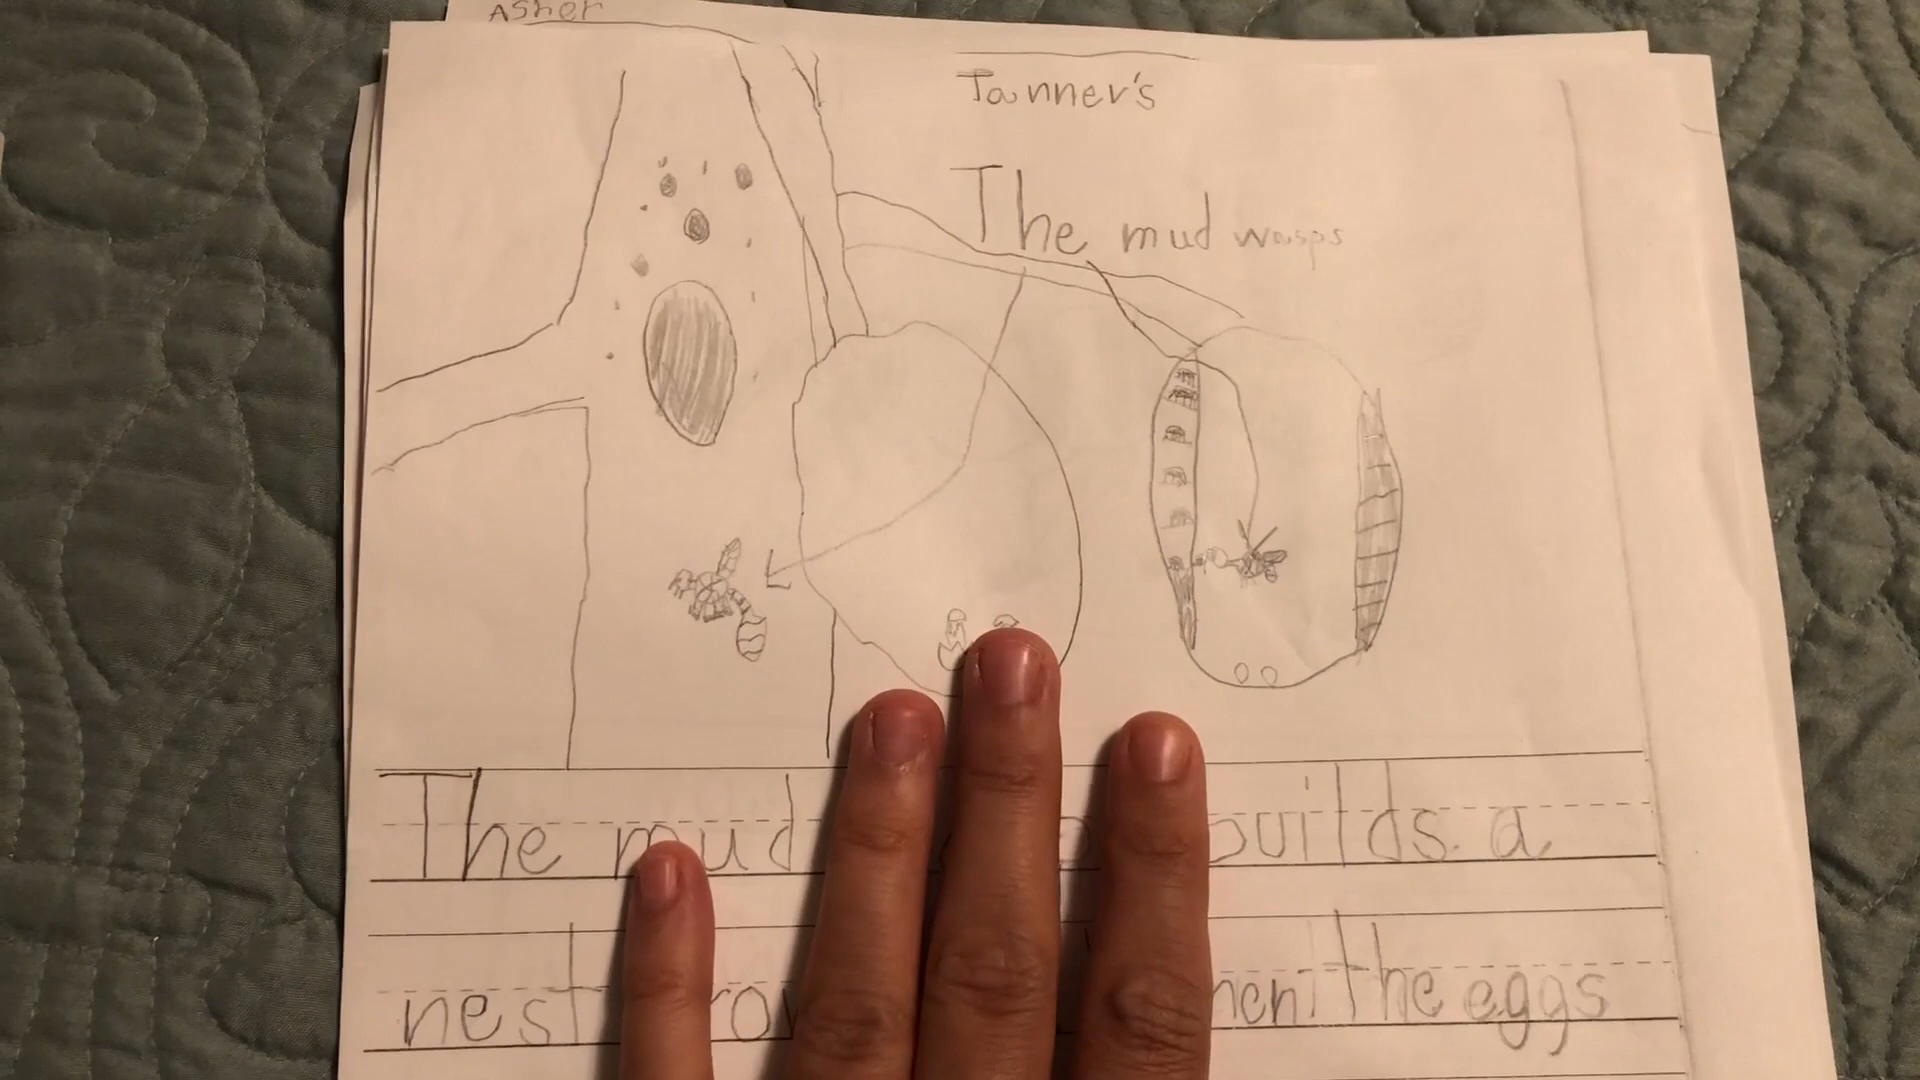 Asher
Tanner's
The mud wasps
The mud builds. a
nest the eggs